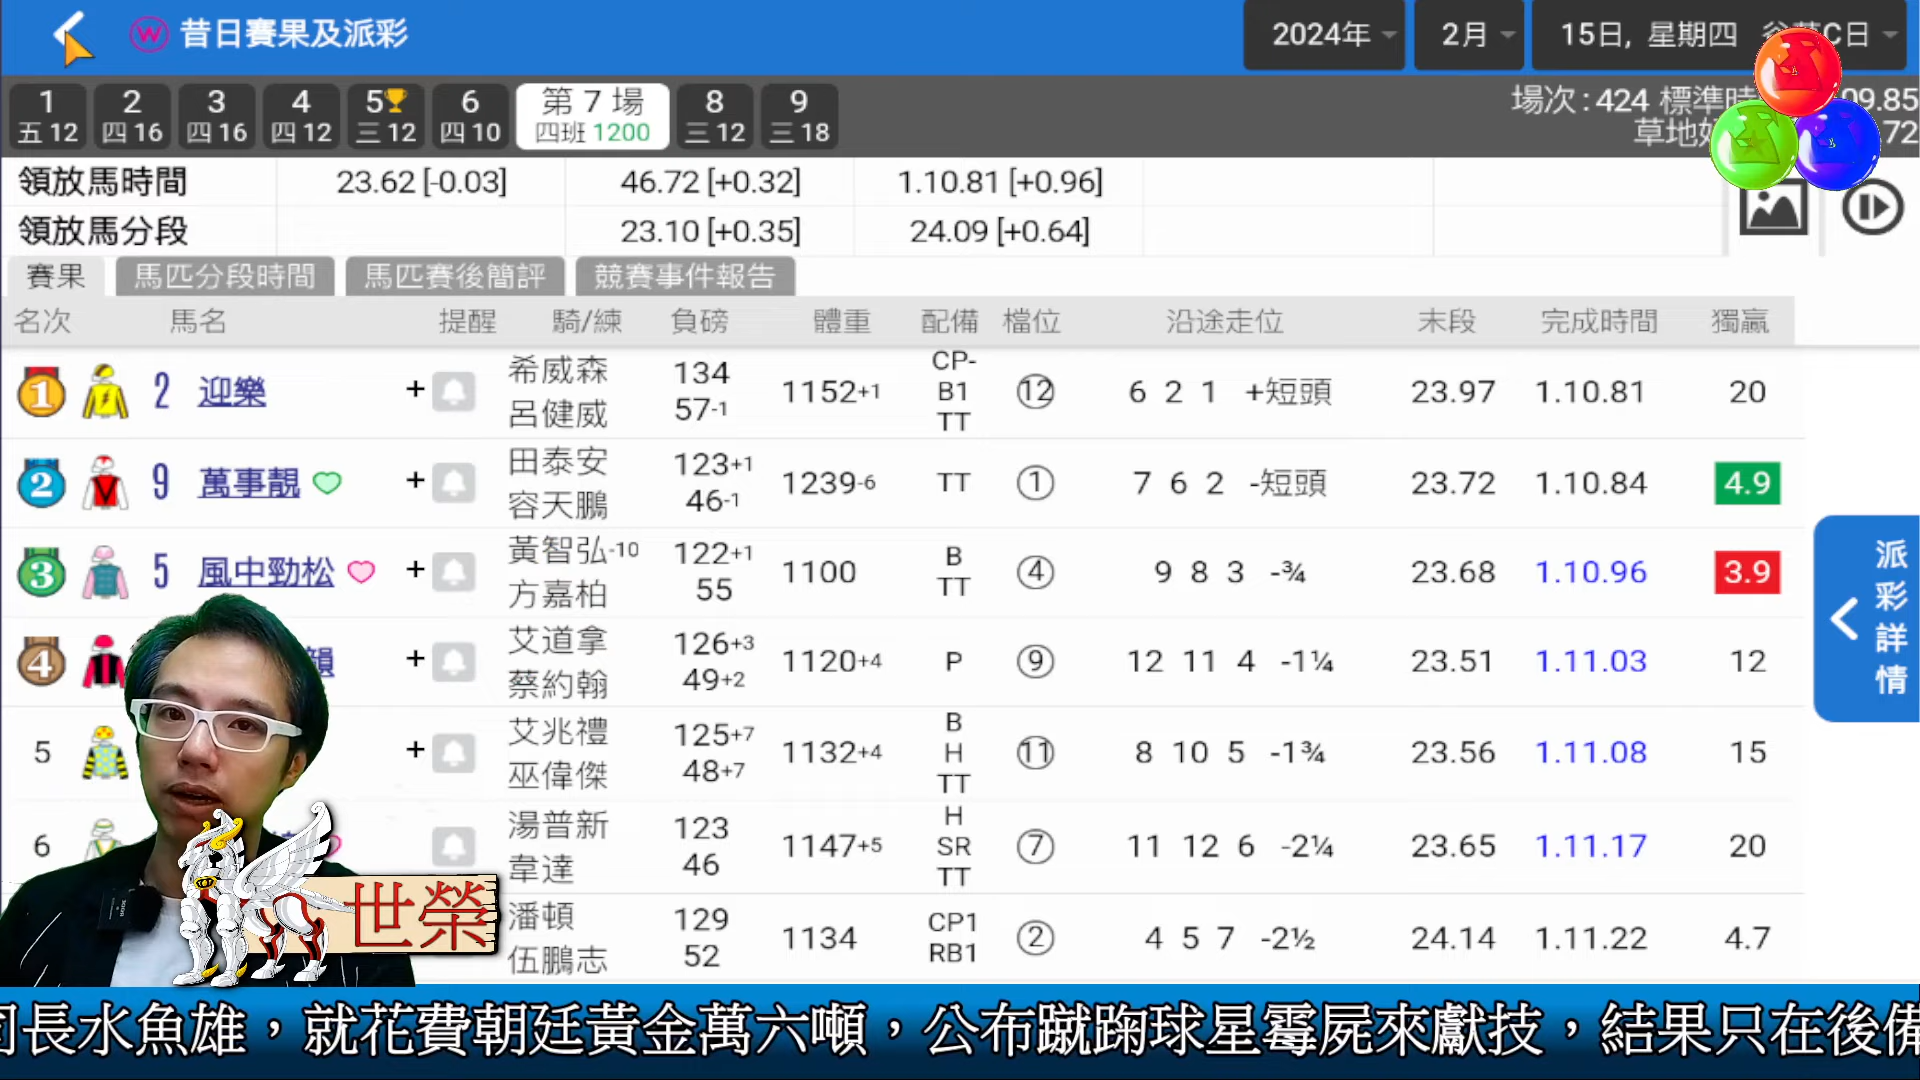 昔日賽果及派彩
2024年
2月
15日, 星期四
C日
1
五 12
2
四 16
3
四 16
4
四 12
5
三 12
6
四 10
第 7 場
四班 1200
8
三 12
9
三 18
場次 : 424 標準時
09.85
草地
72
領放馬時間 23.62 [-0.03] 46.72 [+0.32] 1.10.81 [+0.96]
領放馬分段 23.10 [+0.35] 24.09 [+0.64]
賽果 馬匹分段時間 馬匹賽後簡評 競賽事件報告
名次 馬名 提醒 騎/練 負磅 體重 配備 檔位 沿途走位 末段 完成時間 獨贏
1 2 迎樂 + 希威森 呂健威 134 57-1 1152+1 CP- B1 TT 12 6 2 1 +短頭 23.97 1.10.81 20
2 9 萬事靚 + 田泰安 容天鵬 123+1 46-1 1239-6 TT 1 7 6 2 -短頭 23.72 1.10.84 4.9
3 5 風中勁松 + 黃智弘-10 方嘉柏 122+1 55 1100 B TT 4 9 8 3 -¾ 23.68 1.10.96 3.9
4 韻 + 艾道拿 蔡約翰 126+3 49+2 1120+4 P 9 12 11 4 -1¼ 23.51 1.11.03 12
5 + 艾兆禮 巫偉傑 125+7 48+7 1132+4 B H TT 11 8 10 5 -1¾ 23.56 1.11.08 15
6 湯普新 韋達 123 46 1147+5 H SR TT 7 11 12 6 -2¼ 23.65 1.11.17 20
潘頓 伍鵬志 129 52 1134 CP1 RB1 2 4 5 7 -2½ 24.14 1.11.22 4.7
派彩詳情
世榮
長水魚雄，就花費朝廷黃金萬六噸，公布蹴踘球星霉屍來獻技，結果只在後備